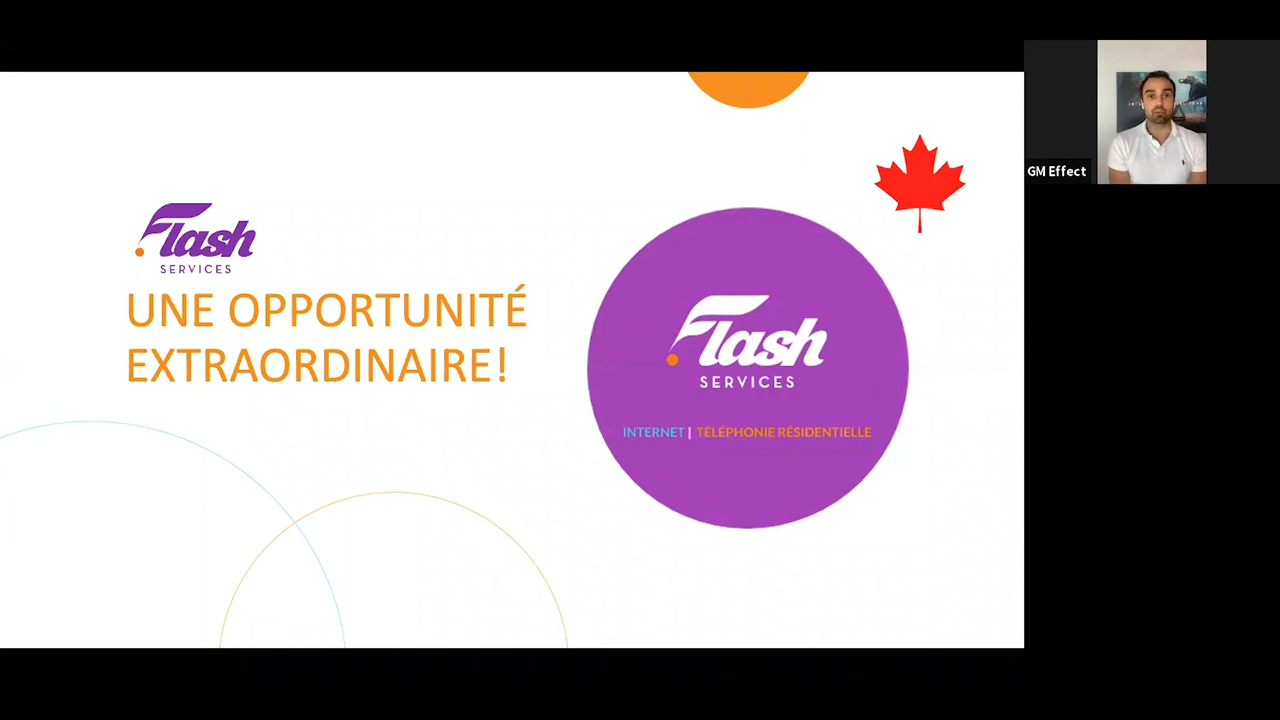 Flash
SERVICES
UNE OPPORTUNITÉ
EXTRAORDINAIRE!
Flash
SERVICES
INTERNET | TÉLÉPHONIE RÉSIDENTIELLE
GM Effect